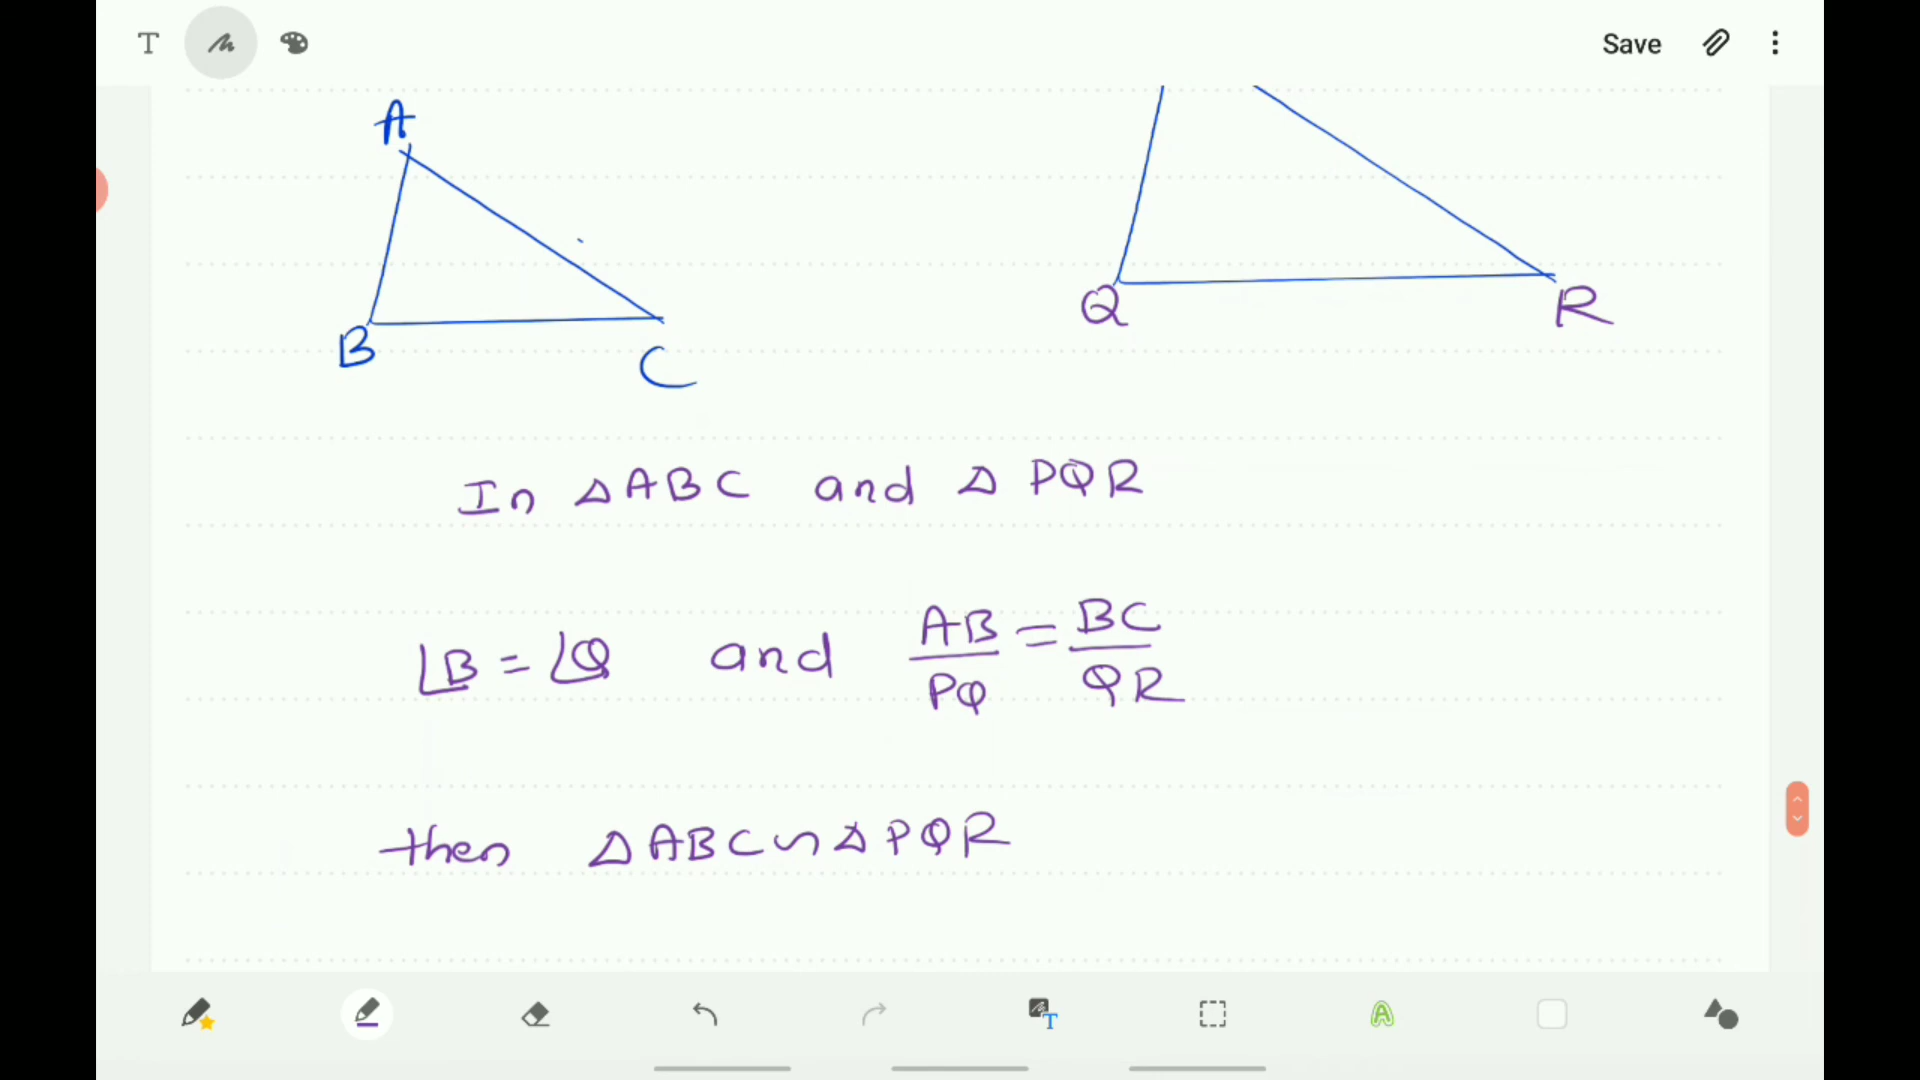 T
Save
A
B
C
Q
R
In △ABC and △ PQR
∠B = ∠Q and AB/PQ = BC/QR
then △ABC ∽ △PQR
T
A